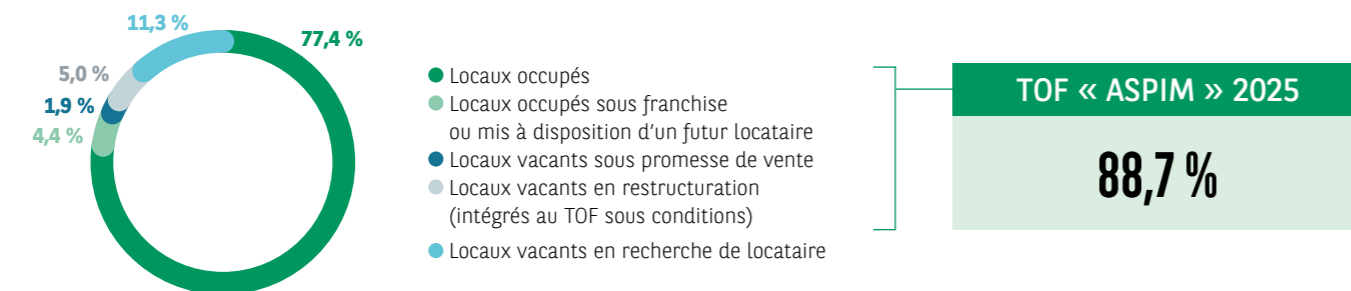 11,3 %
77,4 %
5,0 %
1,9 %
4,4 %
Locaux occupés
Locaux occupés sous franchise
ou mis à disposition d'un futur locataire
Locaux vacants sous promesse de vente
Locaux vacants en restructuration
(intégrés au TOF sous conditions)
Locaux vacants en recherche de locataire
TOF « ASPIM » 2025
88,7 %